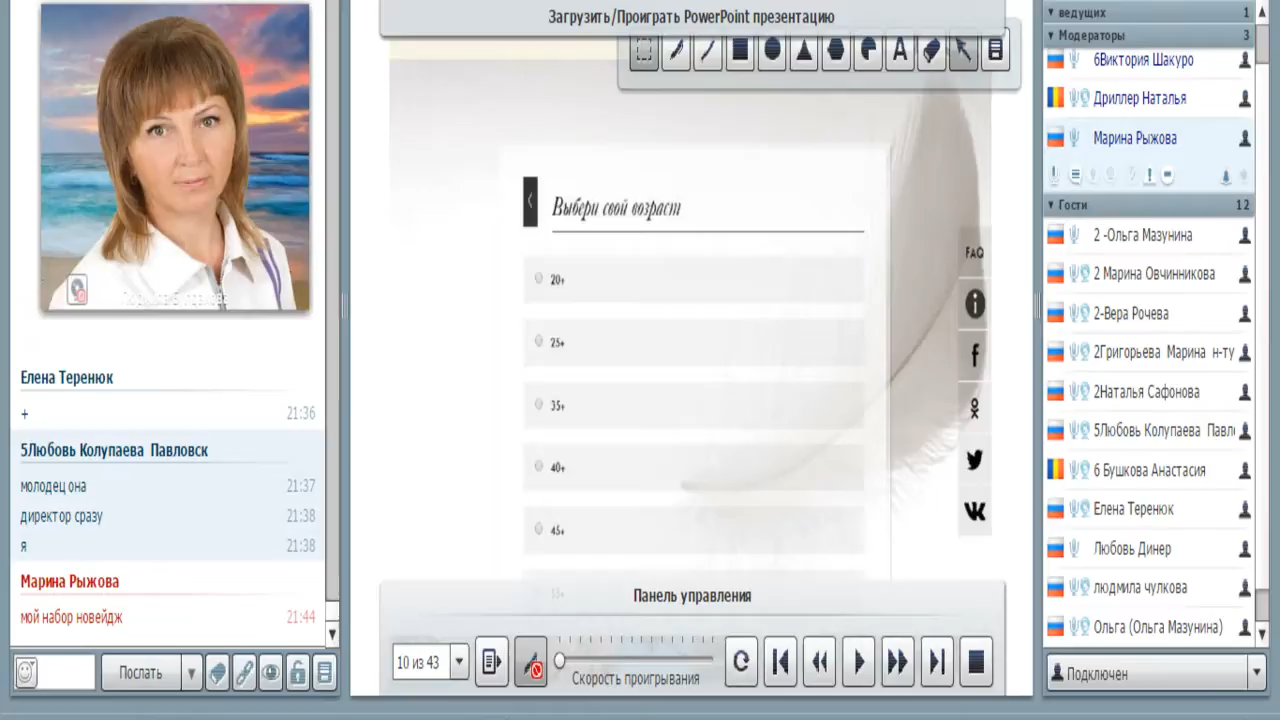 Загрузить/Проиграть PowerPoint презентацию
A
Елена Теренюк
+ 21:36
5Любовь Колупаева Павловск
молодец она 21:37
директор сразу 21:38
я 21:38
Марина Рыжова
мой набор новейдж 21:44
Послать
Выбери свой возраст
20+
25+
35+
40+
45+
FAQ
Панель управления
10 из 43
Скорость проигрывания
ведущих 1
Модераторы 3
6Виктория Шакуро
Дриллер Наталья
Марина Рыжова
Гости 12
2 -Ольга Мазунина
2 Марина Овчинникова
2-Вера Рочева
2Григорьева Марина н-ту
2Наталья Сафонова
5Любовь Колупаева Павл
6 Бушкова Анастасия
Елена Теренюк
Любовь Динер
людмила чулкова
Ольга (Ольга Мазунина)
Подключен